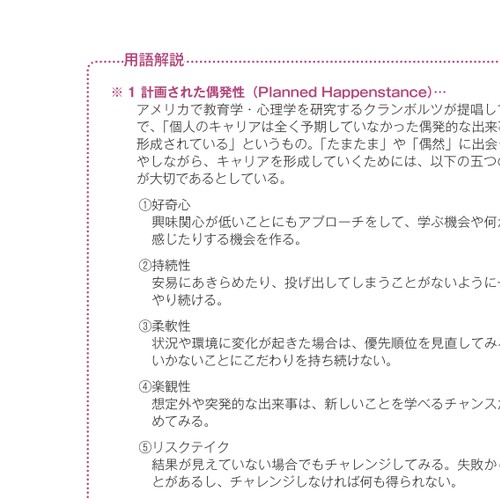 用語解説
※ 1 計画された偶発性（Planned Happenstance）…
アメリカで教育学・心理学を研究するクランボルツが提唱し
で、「個人のキャリアは全く予期していなかった偶発的な出来
形成されている」というもの。「たまたま」や「偶然」に出会
やしながら、キャリアを形成していくためには、以下の五つ
が大切であるとしている。
①好奇心
興味関心が低いことにもアプローチをして、学ぶ機会や何
感じたりする機会を作る。
②持続性
安易にあきらめたり、投げ出してしまうことがないように
やり続ける。
③柔軟性
状況や環境に変化が起きた場合は、優先順位を見直してみ
いかないことにこだわりを持ち続けない。
④楽観性
想定外や突発的な出来事は、新しいことを学べるチャンス
めてみる。
⑤リスクテイク
結果が見えていない場合でもチャレンジしてみる。失敗か
とがあるし、チャレンジしなければ何も得られない。